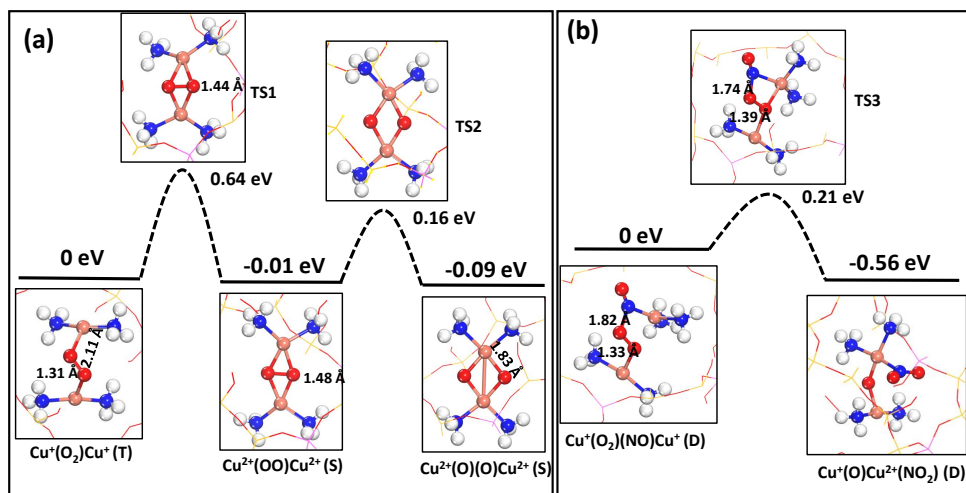 (a)
1.44 Å
TS1
0.64 eV
TS2
0.16 eV
0 eV
-0.01 eV
-0.09 eV
1.31 Å
2.11 Å
1.48 Å
1.83 Å
Cu⁺(O₂)Cu⁺ (T)
Cu²⁺(OO)Cu²⁺ (S)
Cu²⁺(O)(O)Cu²⁺ (S)
(b)
1.74 Å
1.39 Å
TS3
0.21 eV
0 eV
-0.56 eV
1.82 Å
1.33 Å
Cu⁺(O₂)(NO)Cu⁺ (D)
Cu⁺(O)Cu²⁺(NO₂) (D)